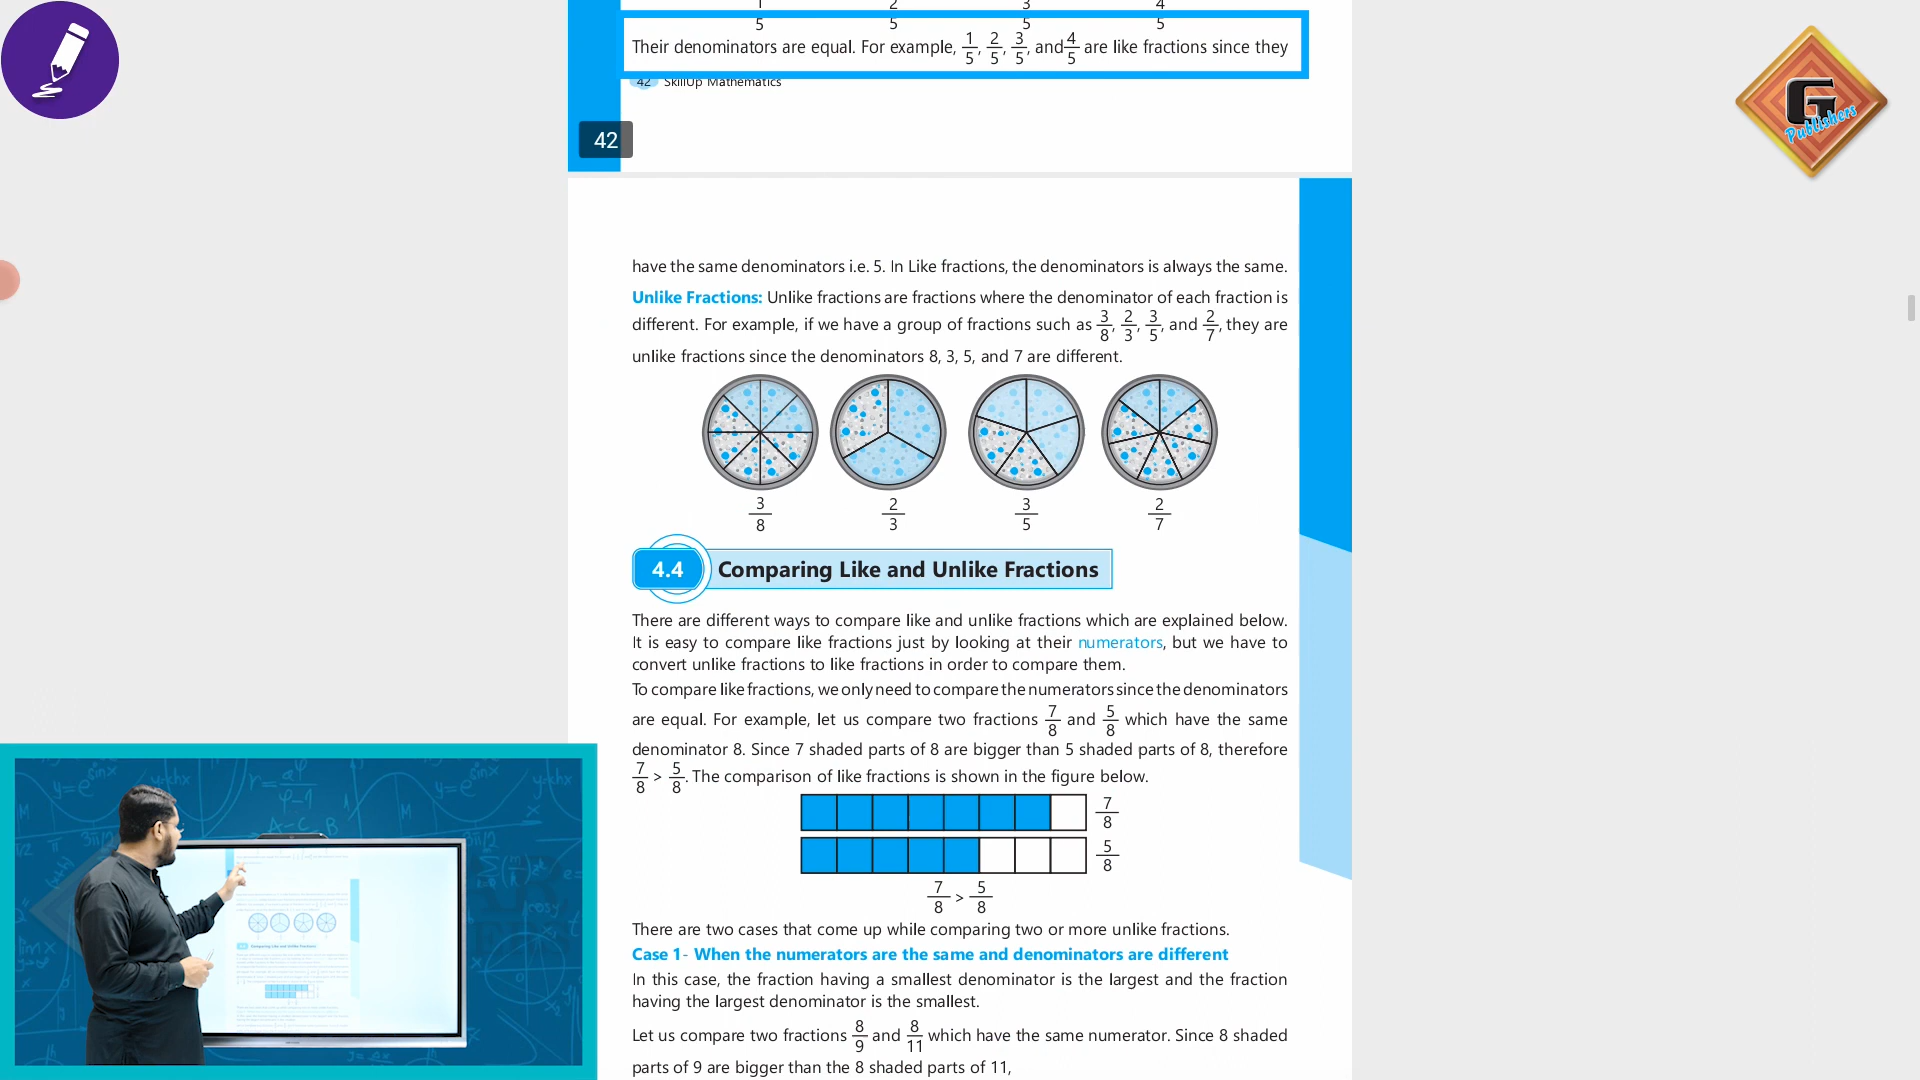 1 2 3 4
5 5 5 5
Their denominators are equal. For example, 1/5, 2/5, 3/5, and 4/5 are like fractions since they
42 SkillUp Mathematics
42
have the same denominators i.e. 5. In Like fractions, the denominators is always the same.
Unlike Fractions: Unlike fractions are fractions where the denominator of each fraction is
different. For example, if we have a group of fractions such as 3/8, 2/3, 3/5, and 2/7, they are
unlike fractions since the denominators 8, 3, 5, and 7 are different.
3/8 2/3 3/5 2/7
4.4 Comparing Like and Unlike Fractions
There are different ways to compare like and unlike fractions which are explained below.
It is easy to compare like fractions just by looking at their numerators, but we have to
convert unlike fractions to like fractions in order to compare them.
To compare like fractions, we only need to compare the numerators since the denominators
are equal. For example, let us compare two fractions 7/8 and 5/8 which have the same
denominator 8. Since 7 shaded parts of 8 are bigger than 5 shaded parts of 8, therefore
7/8 > 5/8. The comparison of like fractions is shown in the figure below.
7/8
5/8
7/8 > 5/8
There are two cases that come up while comparing two or more unlike fractions.
Case 1- When the numerators are the same and denominators are different
In this case, the fraction having a smallest denominator is the largest and the fraction
having the largest denominator is the smallest.
Let us compare two fractions 8/9 and 8/11 which have the same numerator. Since 8 shaded
parts of 9 are bigger than the 8 shaded parts of 11,
G
Publishers